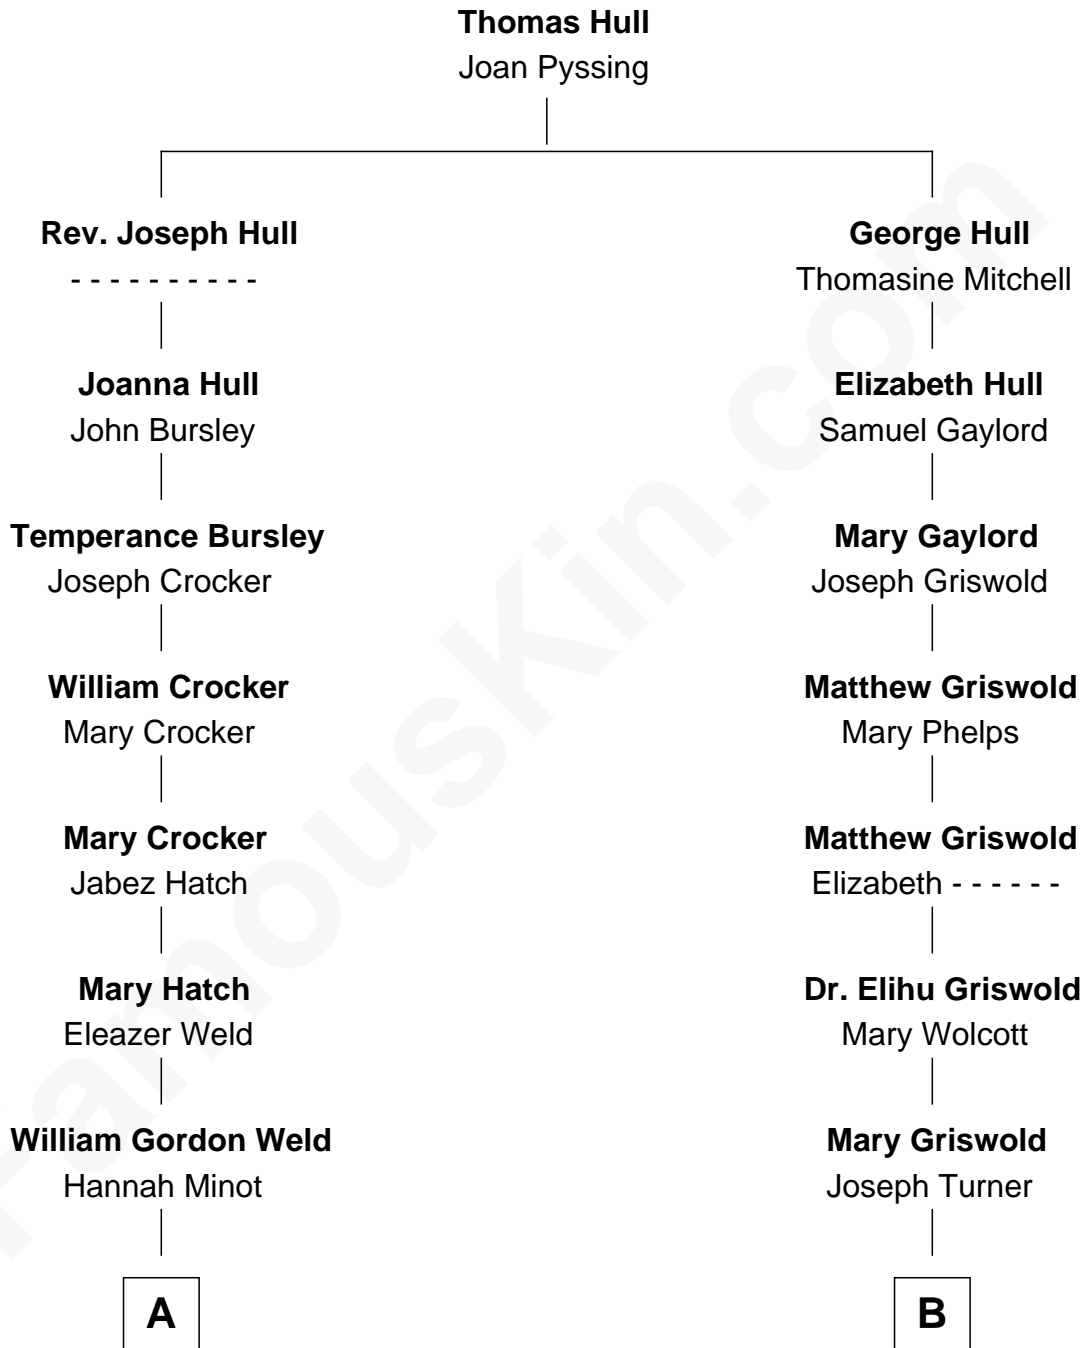 Thomas Hull
Joan Pyssing
Rev. Joseph Hull
- - - - - - - - - -
Joanna Hull
John Bursley
Temperance Bursley
Joseph Crocker
William Crocker
Mary Crocker
Mary Crocker
Jabez Hatch
Mary Hatch
Eleazer Weld
William Gordon Weld
Hannah Minot
A
George Hull
Thomasine Mitchell
Elizabeth Hull
Samuel Gaylord
Mary Gaylord
Joseph Griswold
Matthew Griswold
Mary Phelps
Matthew Griswold
Elizabeth - - - - - -
Dr. Elihu Griswold
Mary Wolcott
Mary Griswold
Joseph Turner
B
FamousKin.com